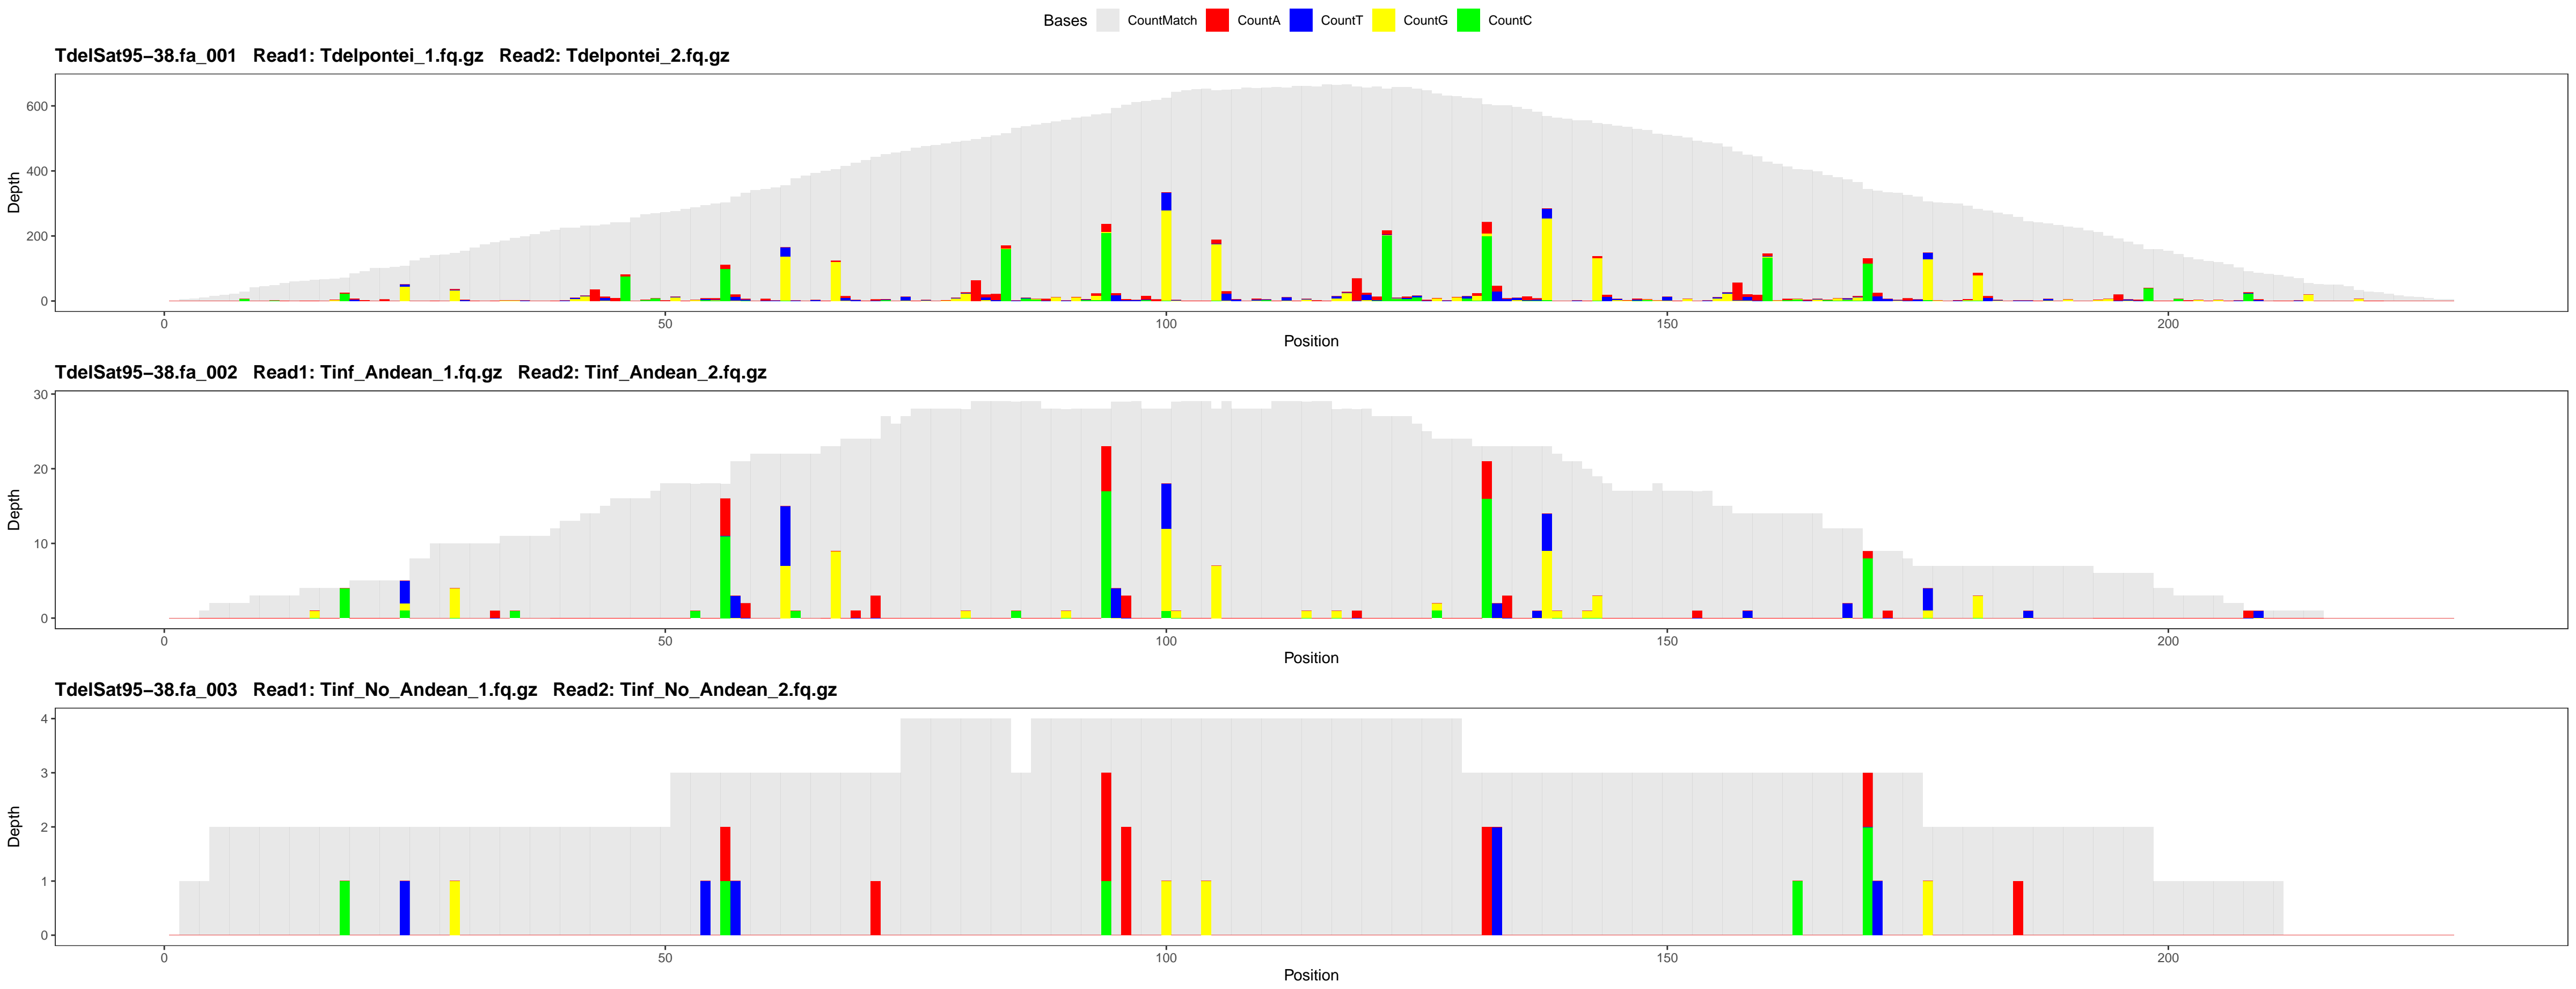 Bases CountMatch CountA CountT CountG CountC
TdelSat95−38.fa_001 Read1: Tdelpontei_1.fq.gz Read2: Tdelpontei_2.fq.gz
600
400
200
0
Depth
0 50 100 150 200
Position
TdelSat95−38.fa_002 Read1: Tinf_Andean_1.fq.gz Read2: Tinf_Andean_2.fq.gz
30
20
10
0
Depth
0 50 100 150 200
Position
TdelSat95−38.fa_003 Read1: Tinf_No_Andean_1.fq.gz Read2: Tinf_No_Andean_2.fq.gz
4
3
2
1
0
Depth
0 50 100 150 200
Position